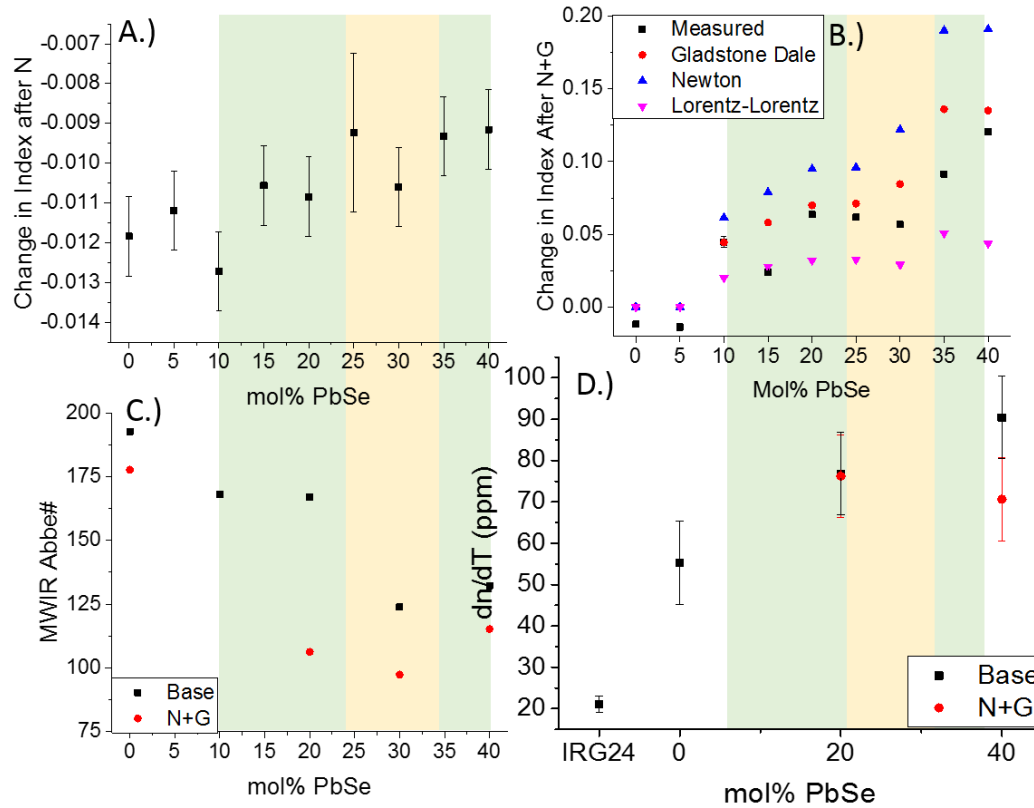 A.)
Change in Index after N
-0.007
-0.008
-0.009
-0.010
-0.011
-0.012
-0.013
-0.014
0 5 10 15 20 25 30 35 40
mol% PbSe
B.)
Measured
Gladstone Dale
Newton
Lorentz-Lorentz
Change in Index After N+G
0.20
0.15
0.10
0.05
0.00
0 5 10 15 20 25 30 35 40
Mol% PbSe
C.)
MWIR Abbe#
200
175
150
125
100
75
Base
N+G
0 5 10 15 20 25 30 35 40
mol% PbSe
D.)
dn/dT (ppm)
100
90
80
70
60
50
40
30
20
Base
N+G
IRG24 0 20 40
mol% PbSe